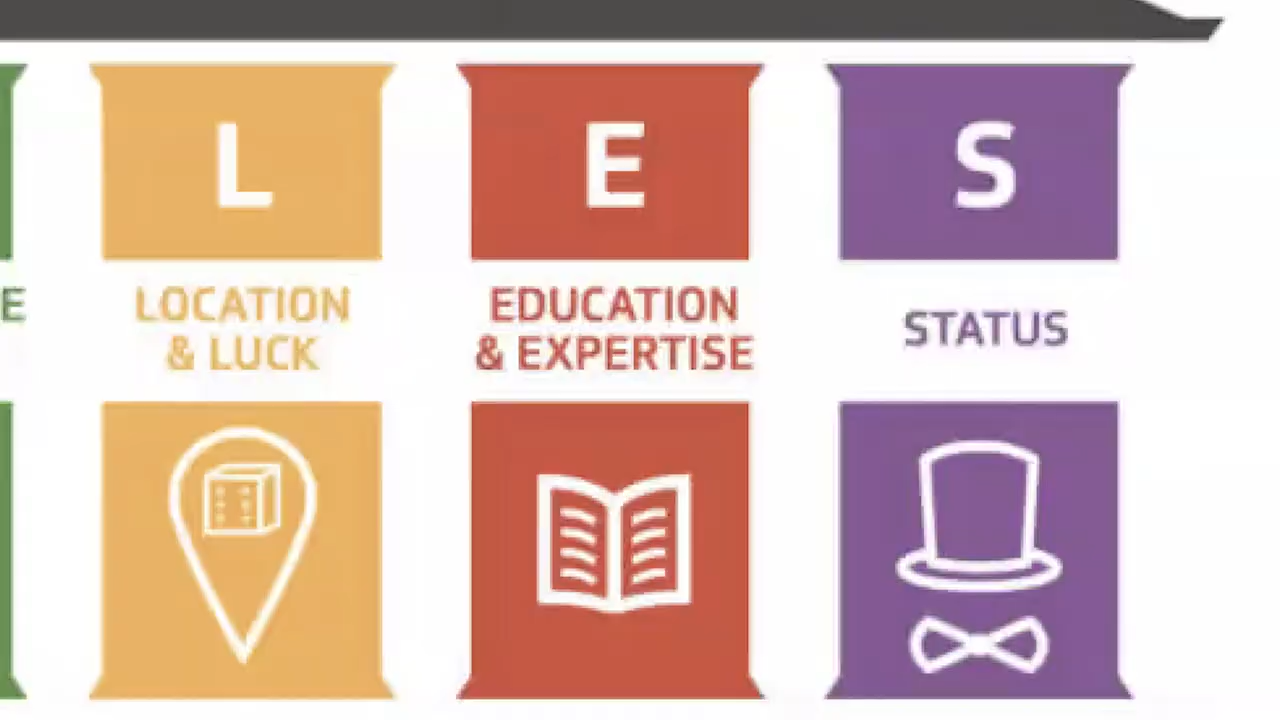 L
E
S
E
LOCATION
& LUCK
EDUCATION
& EXPERTISE
STATUS